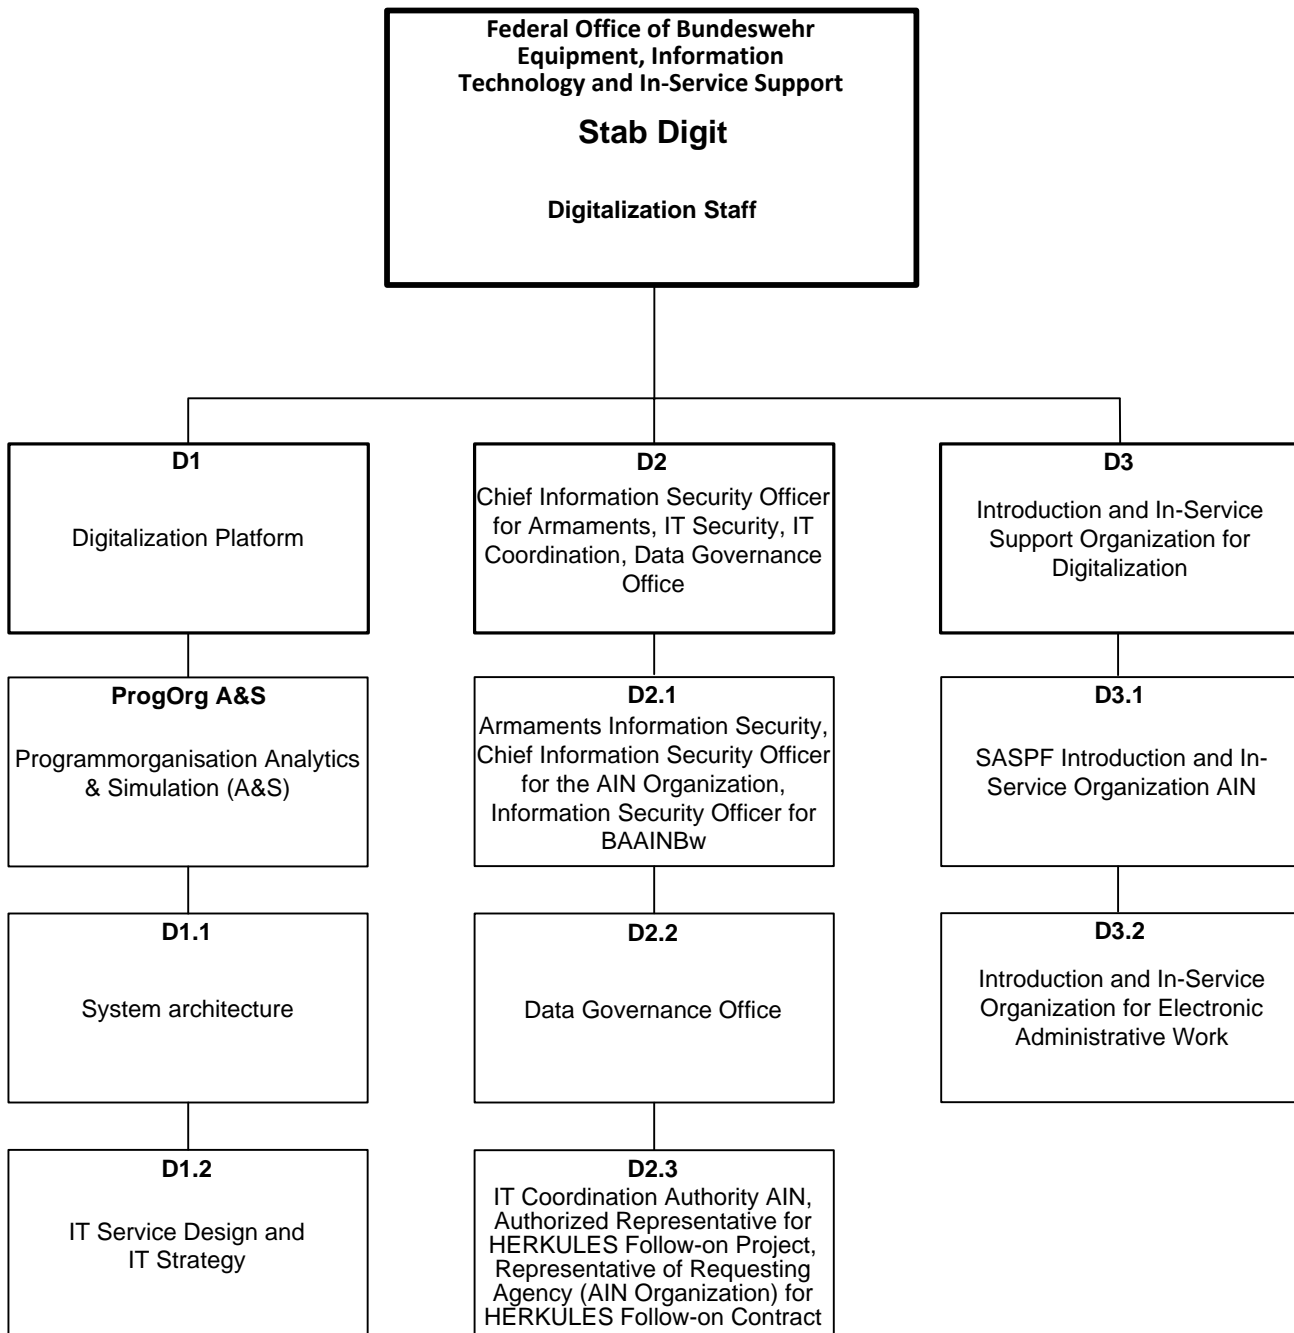 Federal Office of Bundeswehr
Equipment, Information
Technology and In-Service Support
Stab Digit
Digitalization Staff
D1
Digitalization Platform
D2
Chief Information Security Officer
for Armaments, IT Security, IT
Coordination, Data Governance
Office
D3
Introduction and In-Service
Support Organization for
Digitalization
ProgOrg A&S
Programmorganisation Analytics
& Simulation (A&S)
D2.1
Armaments Information Security,
Chief Information Security Officer
for the AIN Organization,
Information Security Officer for
BAAINBw
D3.1
SASPF Introduction and In-
Service Organization AIN
D1.1
System architecture
D2.2
Data Governance Office
D3.2
Introduction and In-Service
Organization for Electronic
Administrative Work
D1.2
IT Service Design and
IT Strategy
D2.3
IT Coordination Authority AIN,
Authorized Representative for
HERKULES Follow-on Project,
Representative of Requesting
Agency (AIN Organization) for
HERKULES Follow-on Contract